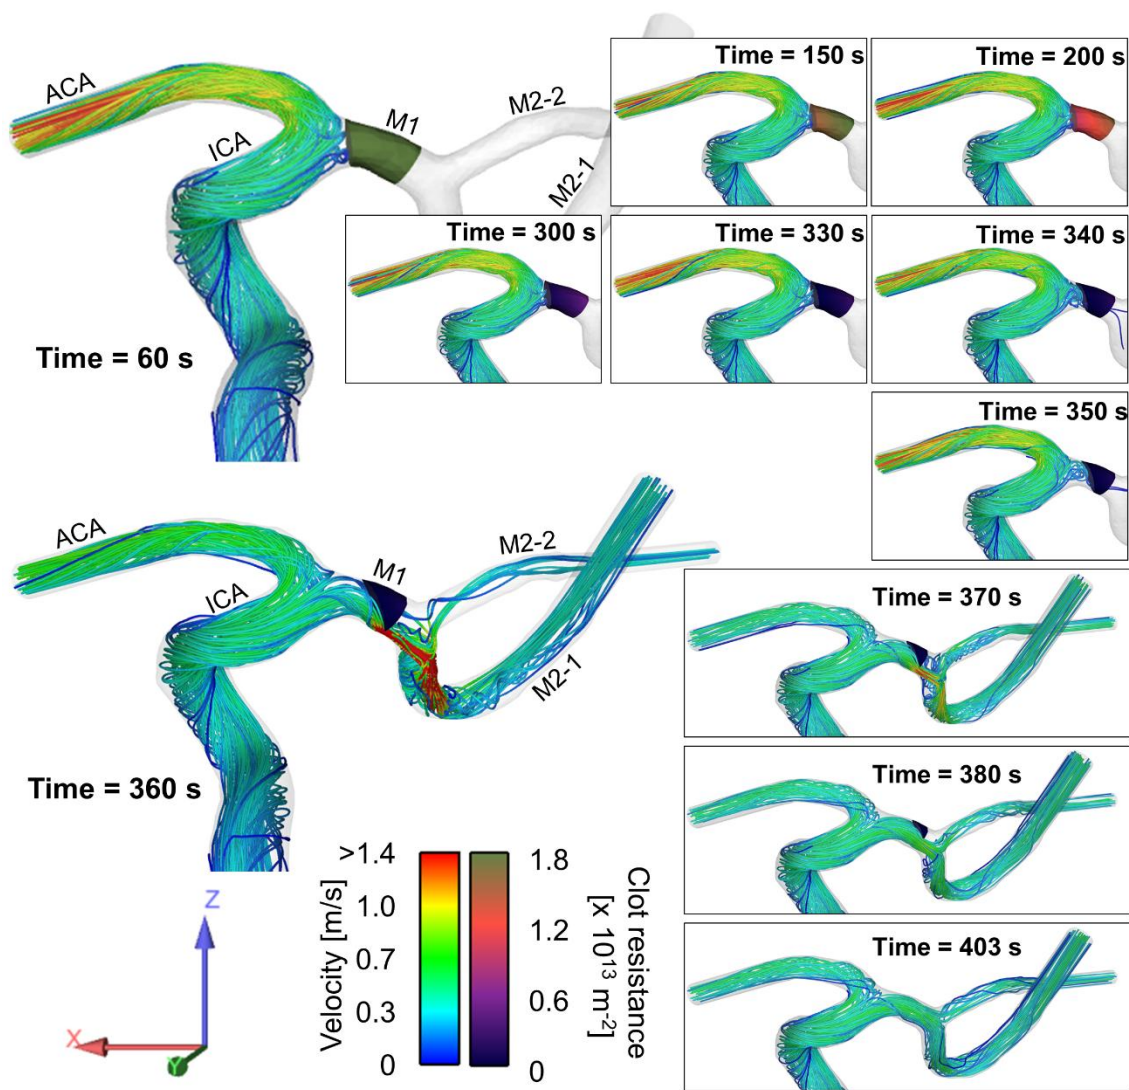 Time = 150 s
Time = 200 s
ACA
M1
M2-2
ICA
M2-1
Time = 300 s
Time = 330 s
Time = 340 s
Time = 60 s
Time = 350 s
ACA
M2-2
M1
ICA
Time = 370 s
M2-1
Time = 360 s
Time = 380 s
>1.4
1.0
0.7
0.3
0
Velocity [m/s]
1.8
1.2
0.6
0
Clot resistance
[x 10¹³ m⁻²]
Time = 403 s
Z
X
Y